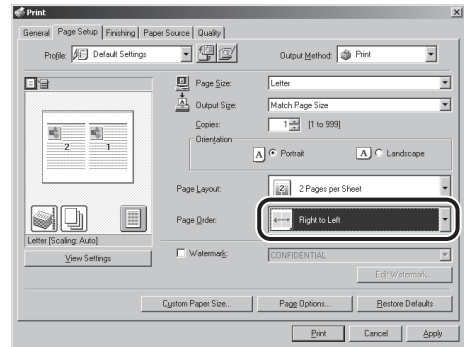 Print
General Page Setup Finishing Paper Source Quality
Profile: Default Settings Output Method: Print
Page Size: Letter
Output Size: Match Page Size
Copies: 1 [1 to 999]
Orientation
A Portrait A Landscape
2 1
Page Layout: 12 2 Pages per Sheet
Page Order: Right to Left
Letter [Scaling: Auto]
View Settings
Watermark: CONFIDENTIAL
Edit Watermark...
Custom Paper Size... Page Options... Restore Defaults
Print Cancel Apply